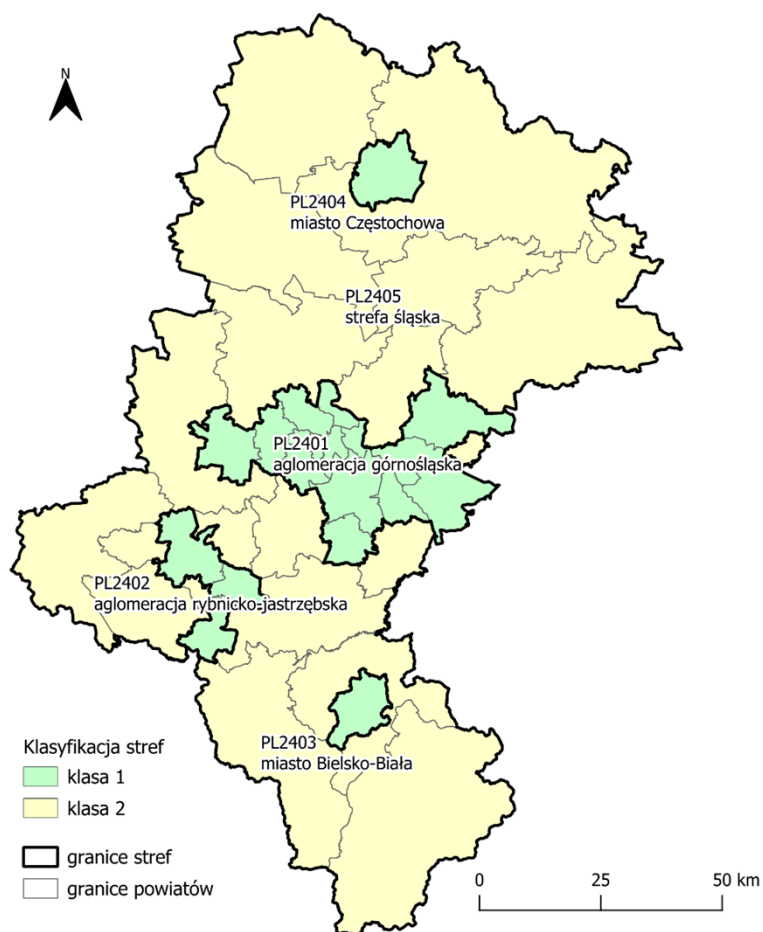 N
PL2404
miasto Częstochowa
PL2405
strefa śląska
PL2401
aglomeracja górnośląska
PL2402
aglomeracja rybnicko-jastrzębska
PL2403
miasto Bielsko-Biała
Klasyfikacja stref
klasa 1
klasa 2
granice stref
granice powiatów
0 25 50 km